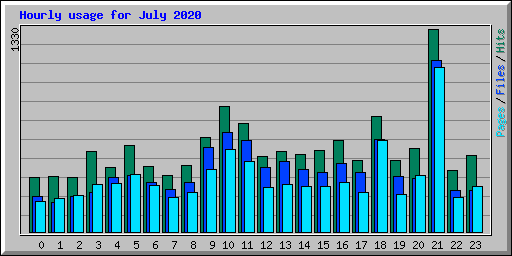 Hourly usage for July 2020
1330
Pages/Files/Hits
0 1 2 3 4 5 6 7 8 9 10 11 12 13 14 15 16 17 18 19 20 21 22 23